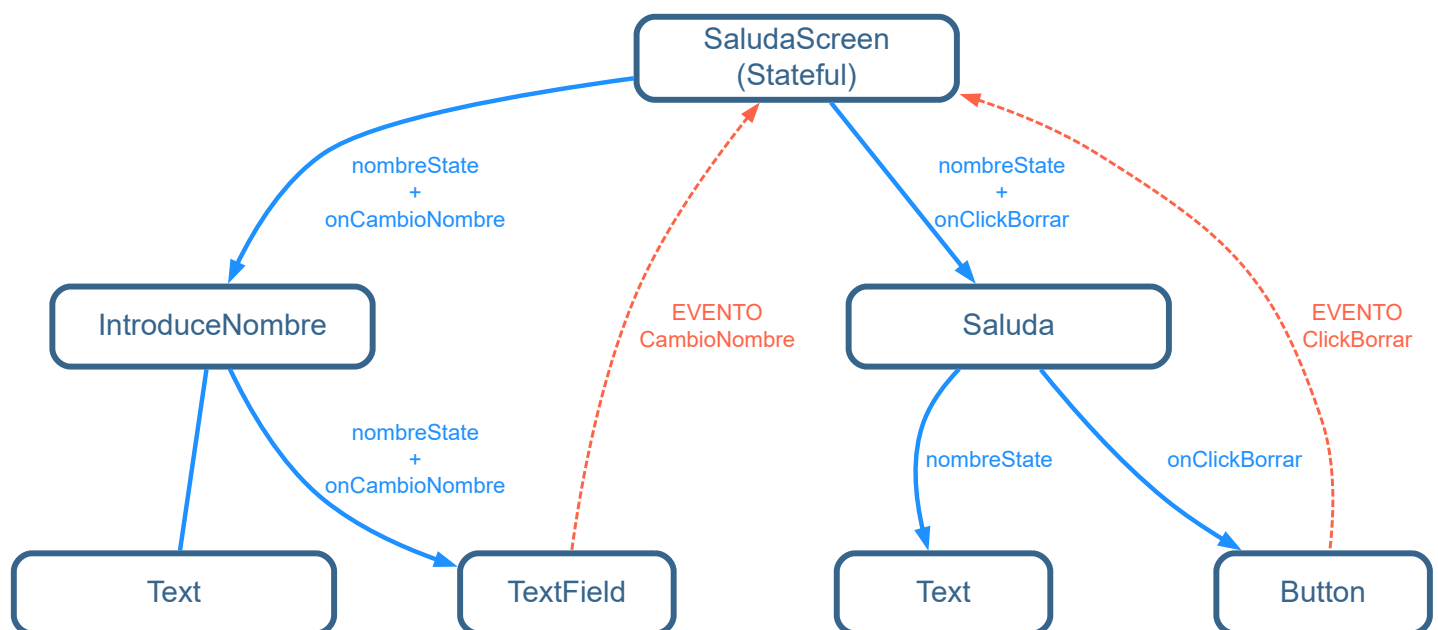 SaludaScreen
(Stateful)
nombreState
+
onCambioNombre
nombreState
+
onClickBorrar
EVENTO
CambioNombre
EVENTO
ClickBorrar
IntroduceNombre
Saluda
nombreState
+
onCambioNombre
nombreState
onClickBorrar
Text
TextField
Text
Button